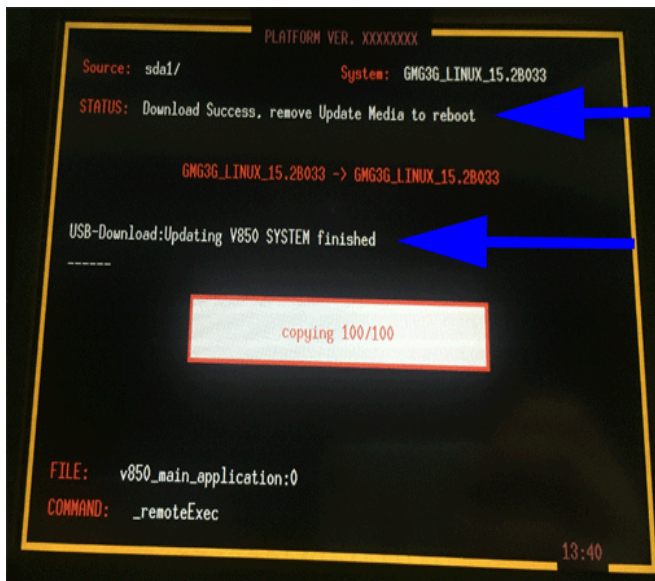 PLATFORM VER. XXXXXXXX
Source: sda1/ System: GMG3G_LINUX_15.2B033
STATUS: Download Success, remove Update Media to reboot
GMG3G_LINUX_15.2B033 -> GMG3G_LINUX_15.2B033
USB-Download:Updating V850 SYSTEM finished
------
copying 100/100
FILE: v850_main_application:0
COMMAND: _remoteExec
13:40